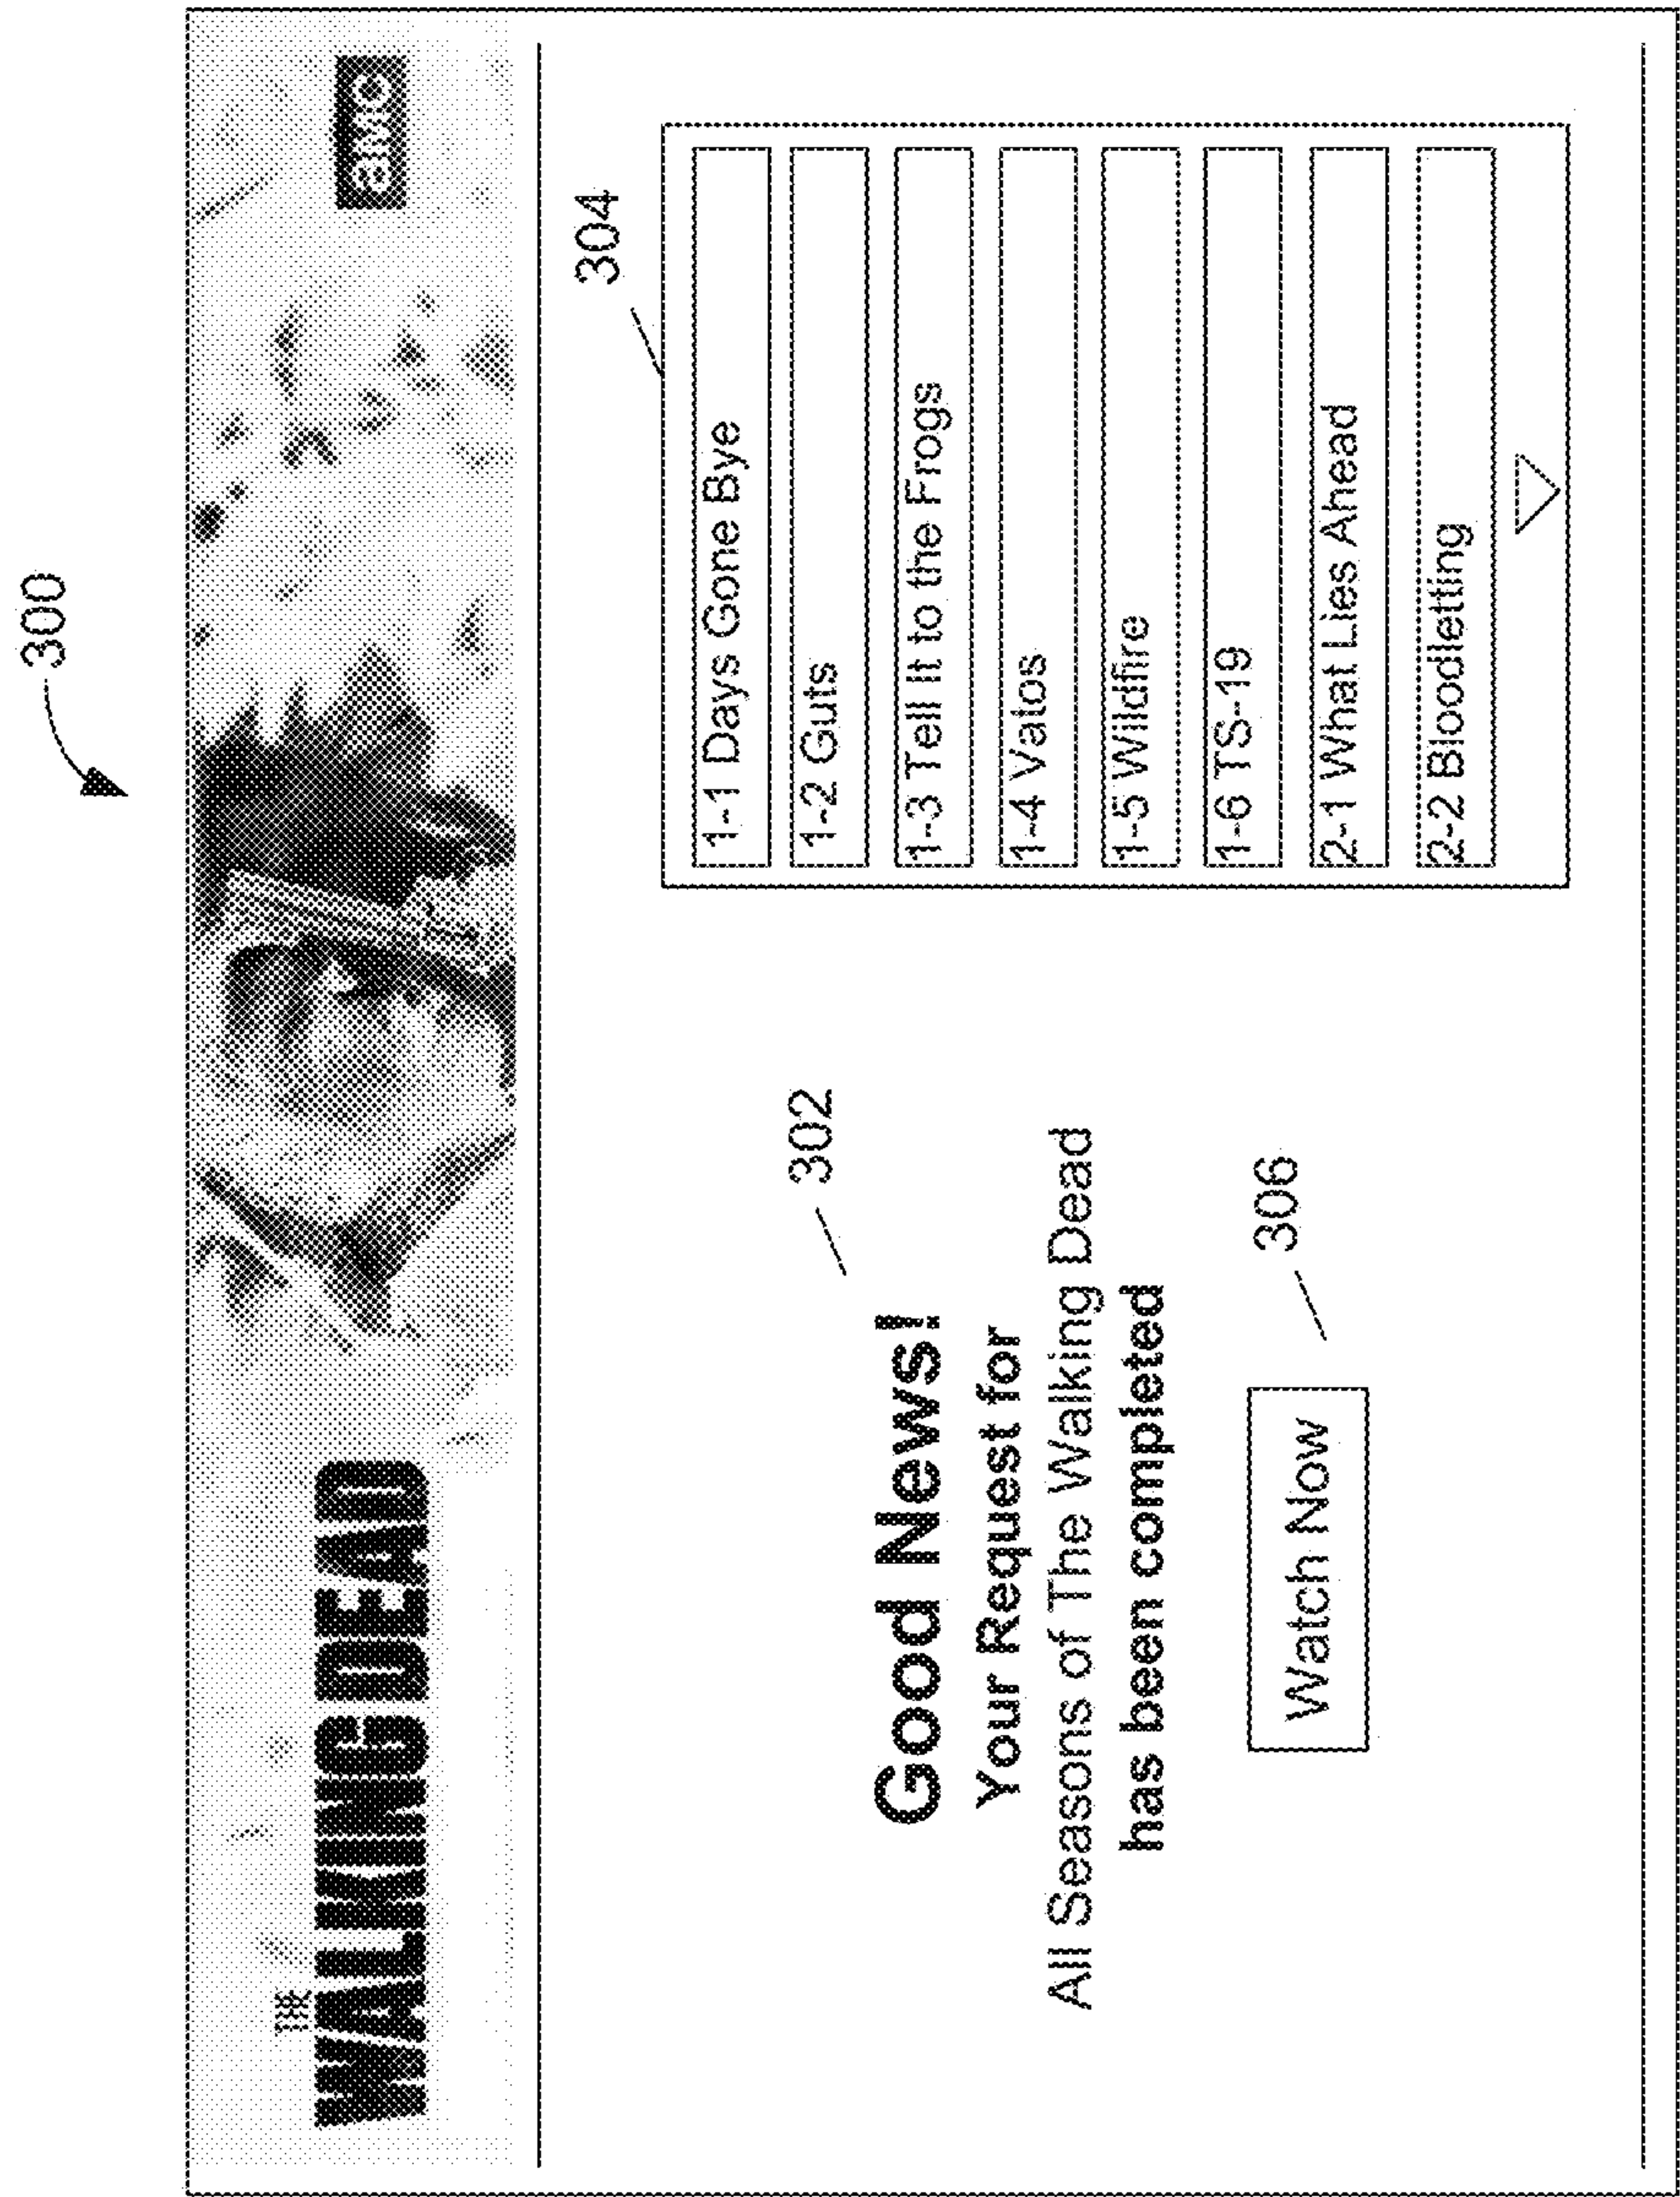 300
THE
WALKING DEAD
amc
302
Good News!
Your Request for
All Seasons of The Walking Dead
has been completed
306
Watch Now
304
1-1 Days Gone Bye
1-2 Guts
1-3 Tell It to the Frogs
1-4 Vatos
1-5 Wildfire
1-6 TS-19
2-1 What Lies Ahead
2-2 Bloodletting